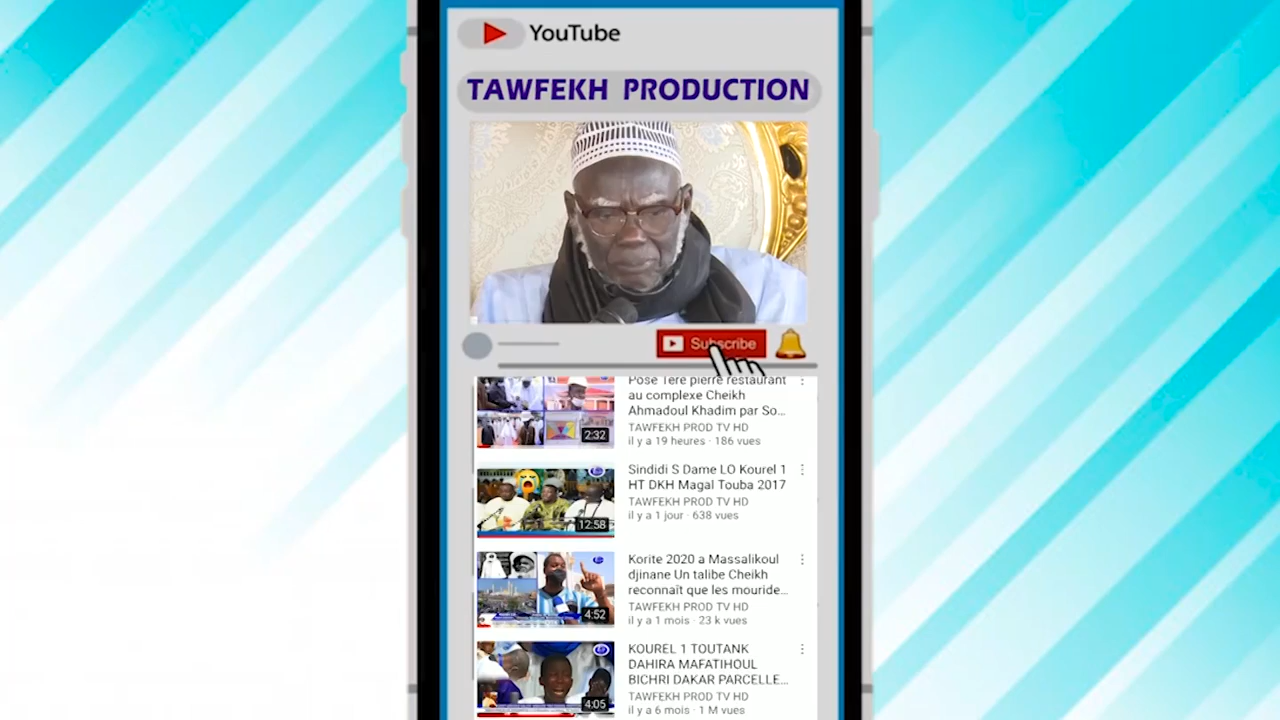 YouTube
TAWFEKH PRODUCTION
Subscribe
Pose 1ère pierre restaurant
au complexe Cheikh
Ahmadoul Khadim par So...
TAWFEKH PROD TV HD
il y a 19 heures · 186 vues
2:32
Sindidi S Dame LO Kourel 1
HT DKH Magal Touba 2017
TAWFEKH PROD TV HD
il y a 1 jour · 638 vues
12:58
Korite 2020 a Massalikoul
djinane Un talibe Cheikh
reconnaît que les mouride...
TAWFEKH PROD TV HD
il y a 1 mois · 23 k vues
4:52
KOUREL 1 TOUTANK
DAHIRA MAFATIHOUL
BICHRI DAKAR PARCELLE...
TAWFEKH PROD TV HD
il y a 6 mois · 1 M vues
4:05